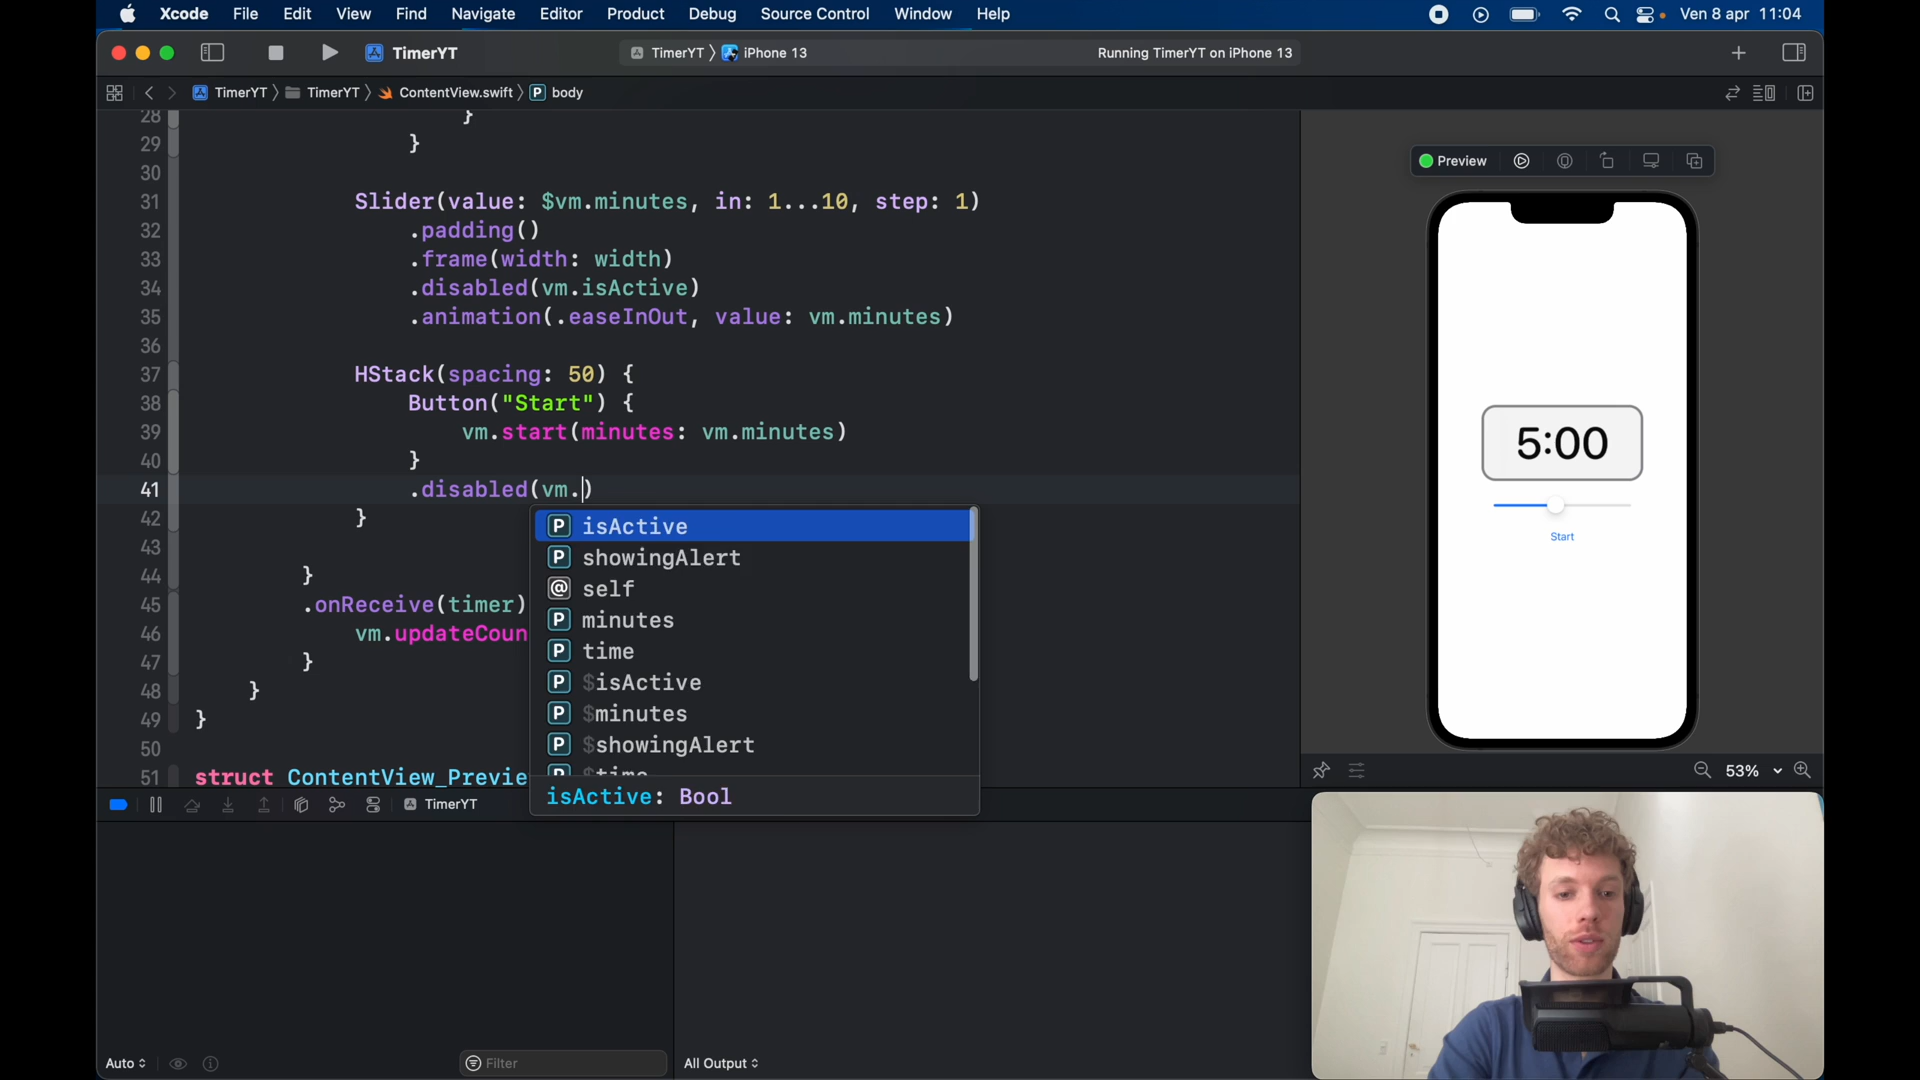 Xcode File Edit View Find Navigate Editor Product Debug Source Control Window Help Ven 8 apr 11:04
TimerYT TimerYT iPhone 13 Running TimerYT on iPhone 13
TimerYT TimerYT ContentView.swift body
28 }
29 }
30
31 Slider(value: $vm.minutes, in: 1...10, step: 1)
32 .padding()
33 .frame(width: width)
34 .disabled(vm.isActive)
35 .animation(.easeInOut, value: vm.minutes)
36
37 HStack(spacing: 50) {
38 Button("Start") {
39 vm.start(minutes: vm.minutes)
40 }
41 .disabled(vm.)
42 }
43
44 }
45 .onReceive(timer)
46 vm.updateCoun
47 }
48 }
49 }
50
51 struct ContentView_Previe
P isActive
P showingAlert
@ self
P minutes
P time
P $isActive
P $minutes
P $showingAlert
isActive: Bool
Preview
5:00
Start
53%
TimerYT
Auto Filter All Output